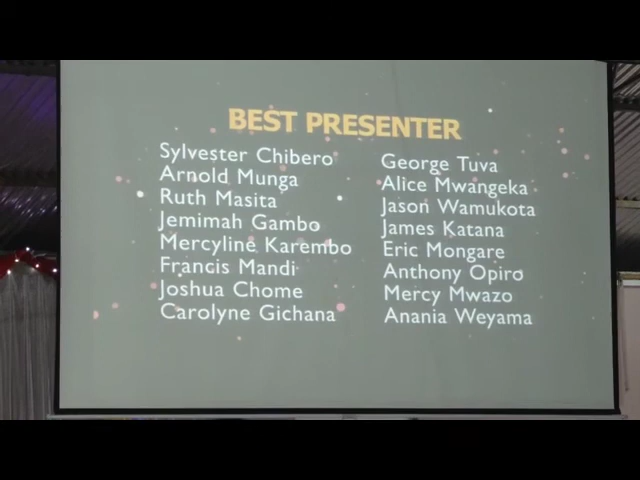 BEST PRESENTER
Sylvester Chibero
Arnold Munga
Ruth Masita
Jemimah Gambo
Mercyline Karembo
Francis Mandi
Joshua Chome
Carolyne Gichana
George Tuva
Alice Mwangeka
Jason Wamukota
James Katana
Eric Mongare
Anthony Opiro
Mercy Mwazo
Anania Weyama